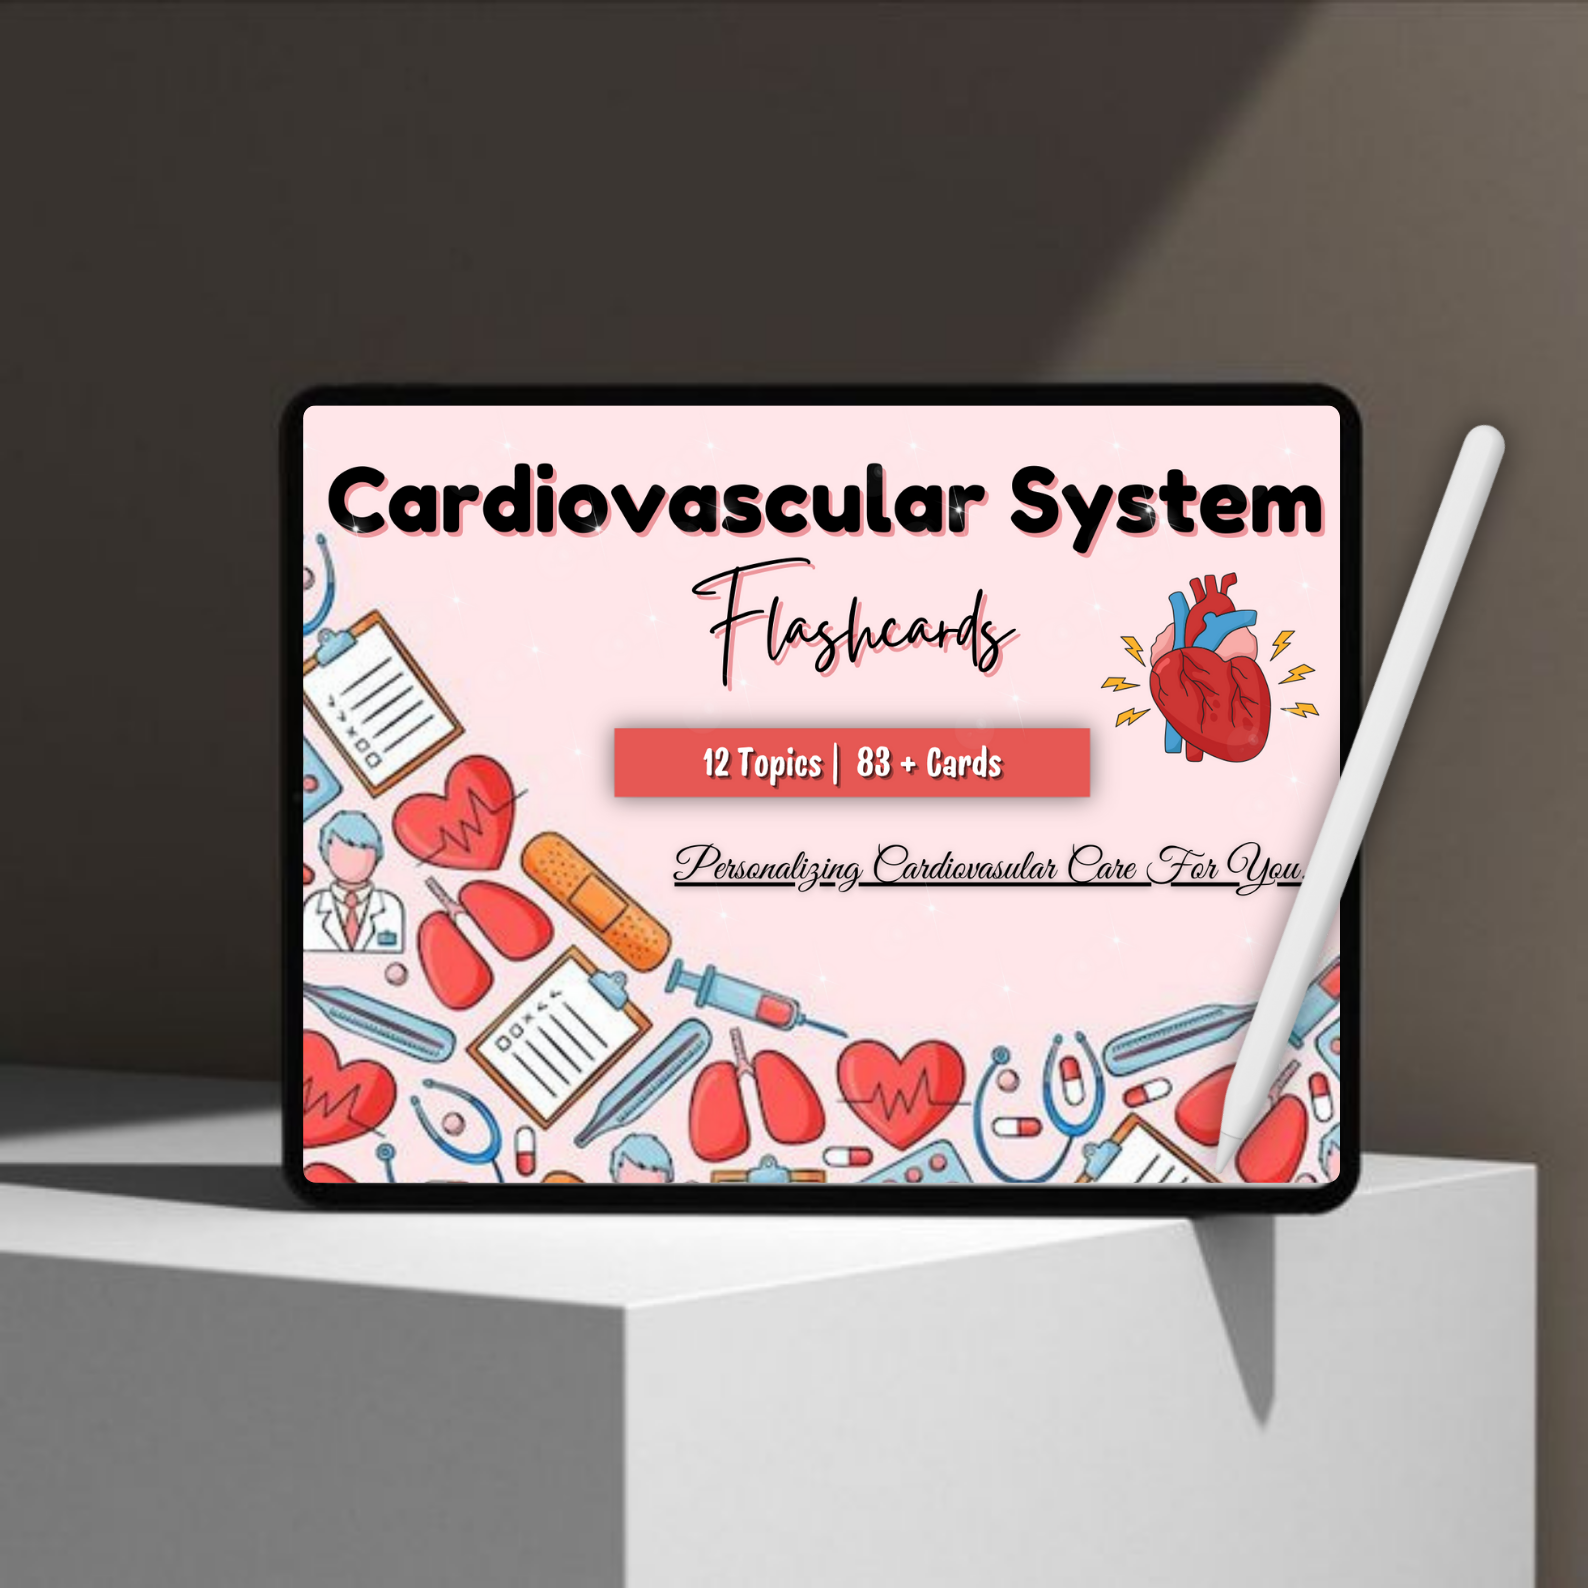 Cardiovascular System
Flashcards
12 Topics | 83 + Cards
Personalizing Cardiovasular Care For You.